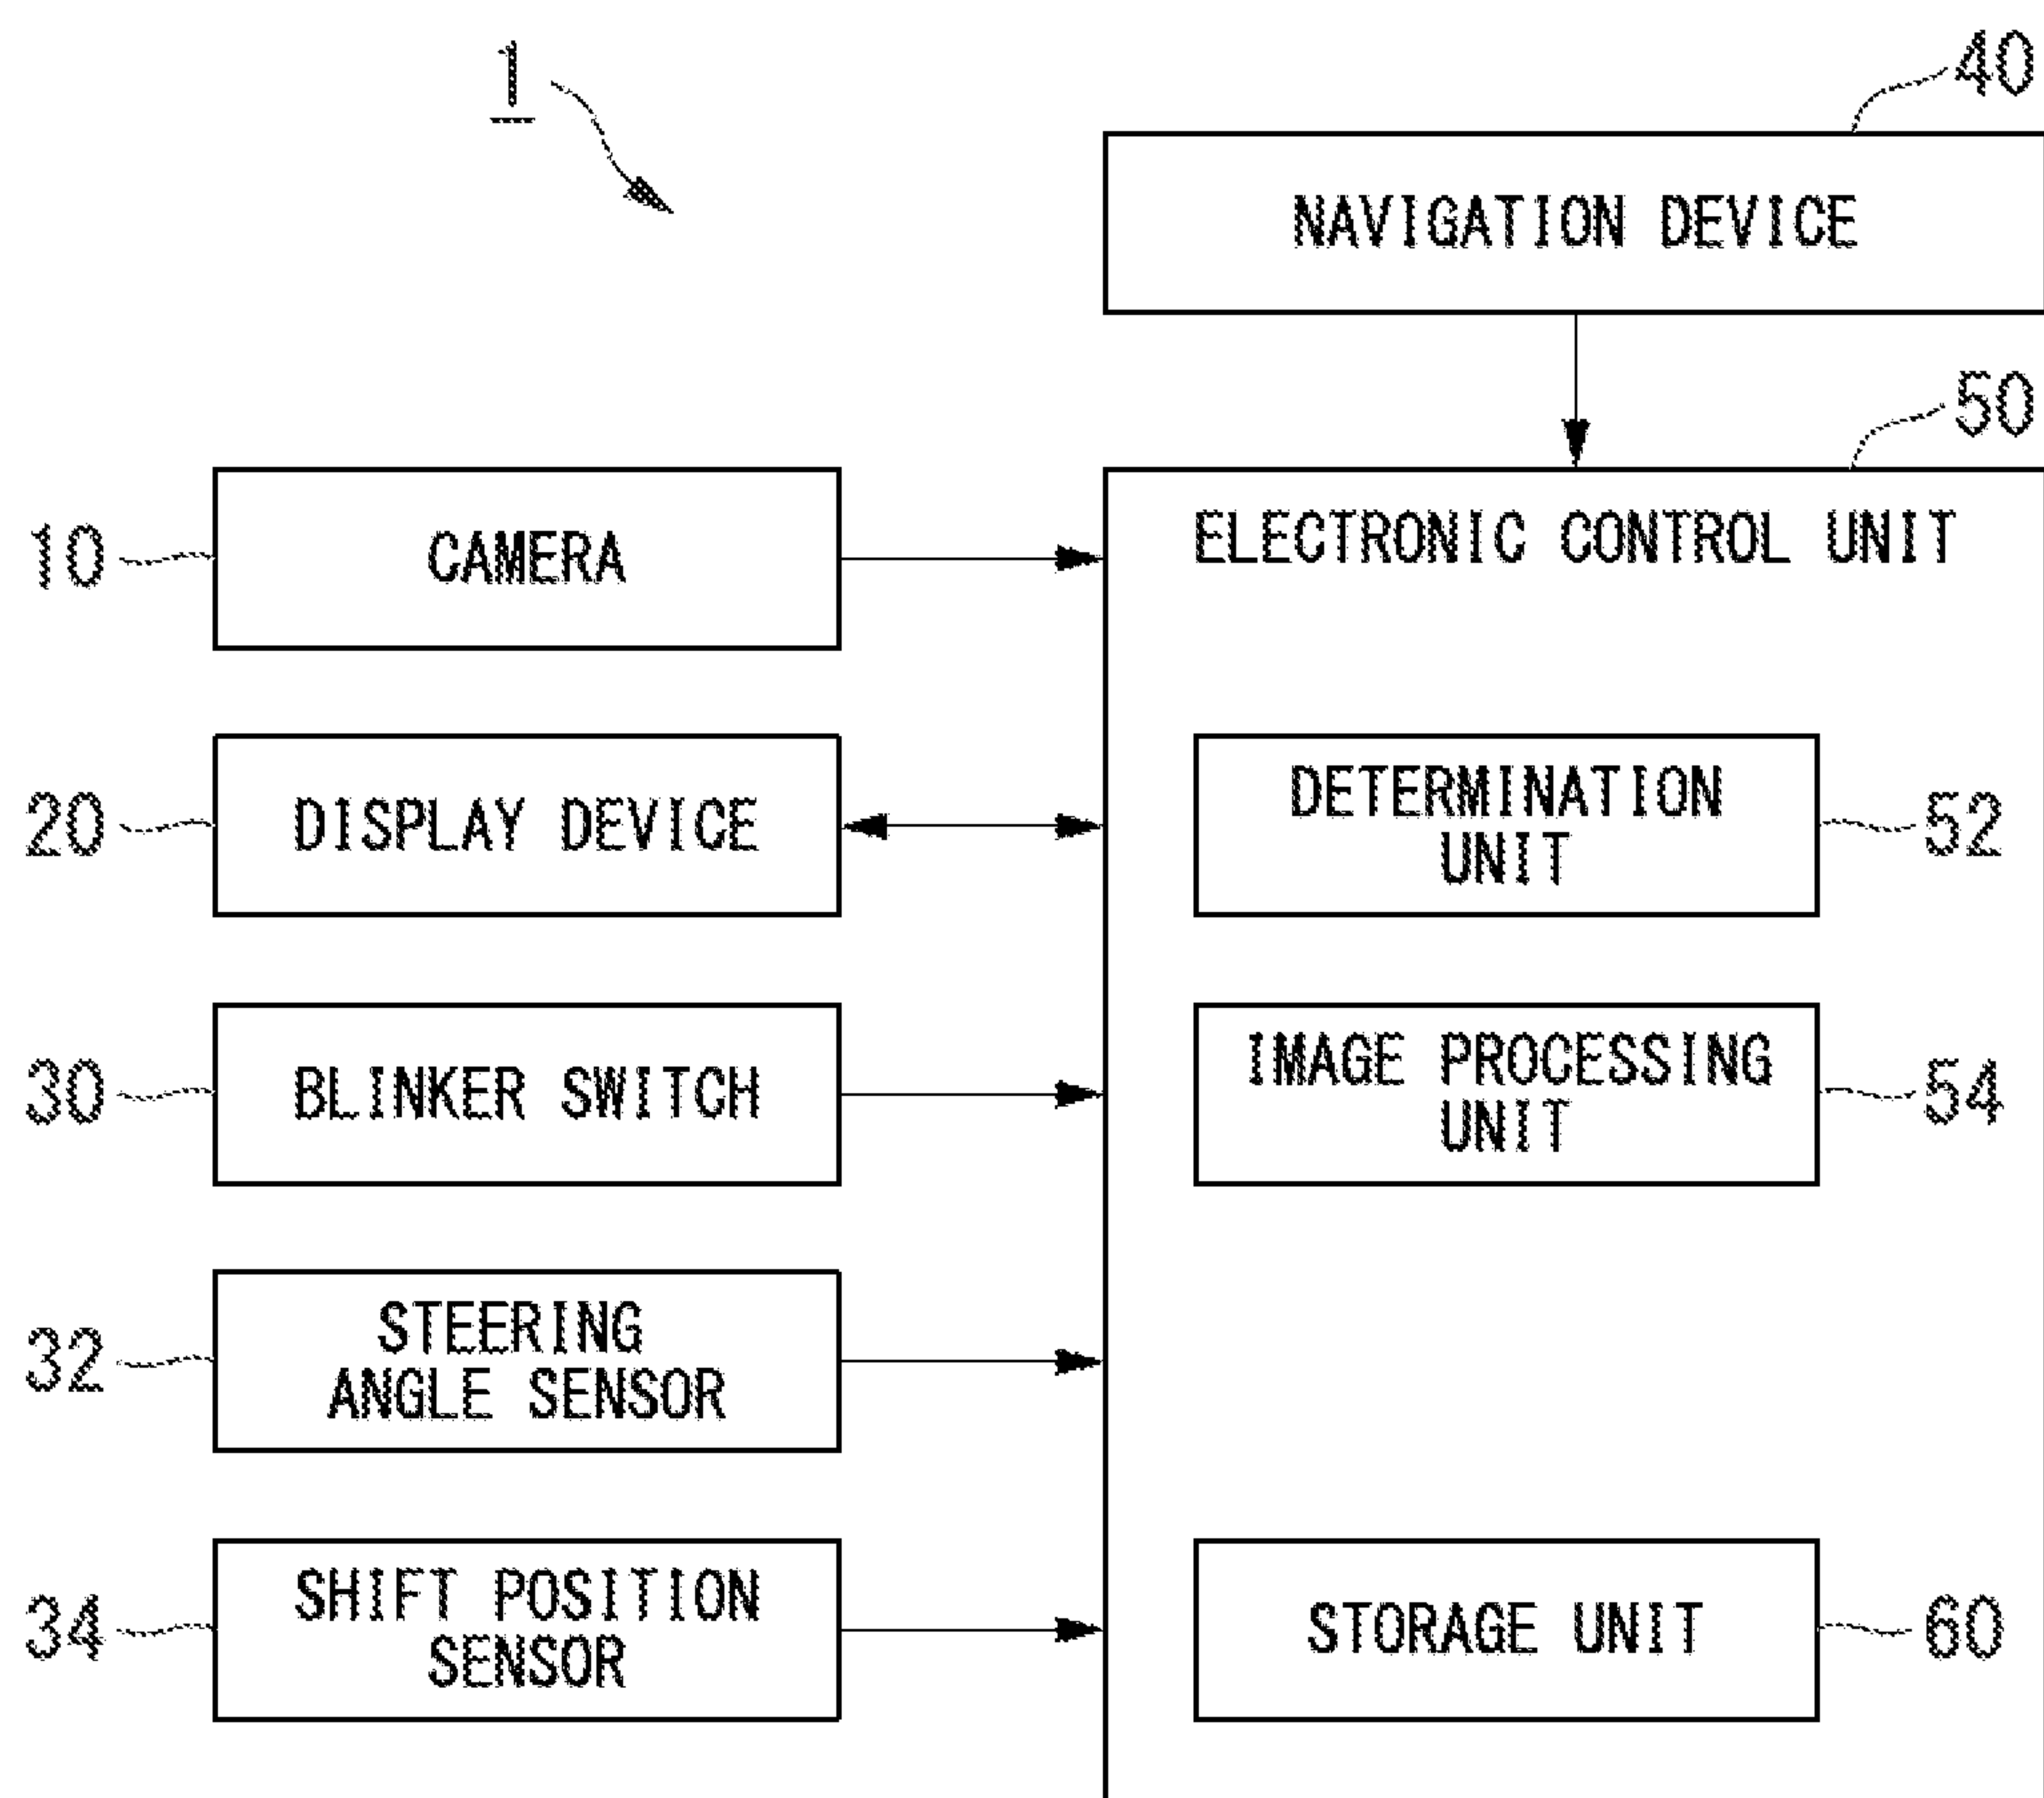 1
40
NAVIGATION DEVICE
50
ELECTRONIC CONTROL UNIT
10
CAMERA
20
DISPLAY DEVICE
DETERMINATION
UNIT
52
30
BLINKER SWITCH
IMAGE PROCESSING
UNIT
54
32
STEERING
ANGLE SENSOR
34
SHIFT POSITION
SENSOR
STORAGE UNIT
60